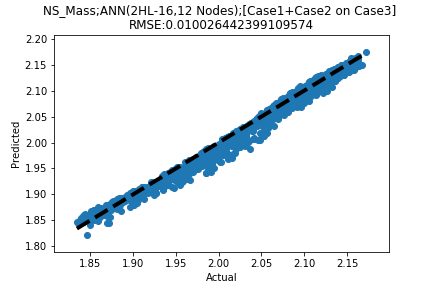 NS_Mass;ANN(2HL-16,12 Nodes);[Case1+Case2 on Case3]
RMSE:0.010026442399109574
2.20
2.15
2.10
2.05
2.00
1.95
1.90
1.85
1.80
Predicted
1.85 1.90 1.95 2.00 2.05 2.10 2.15
Actual